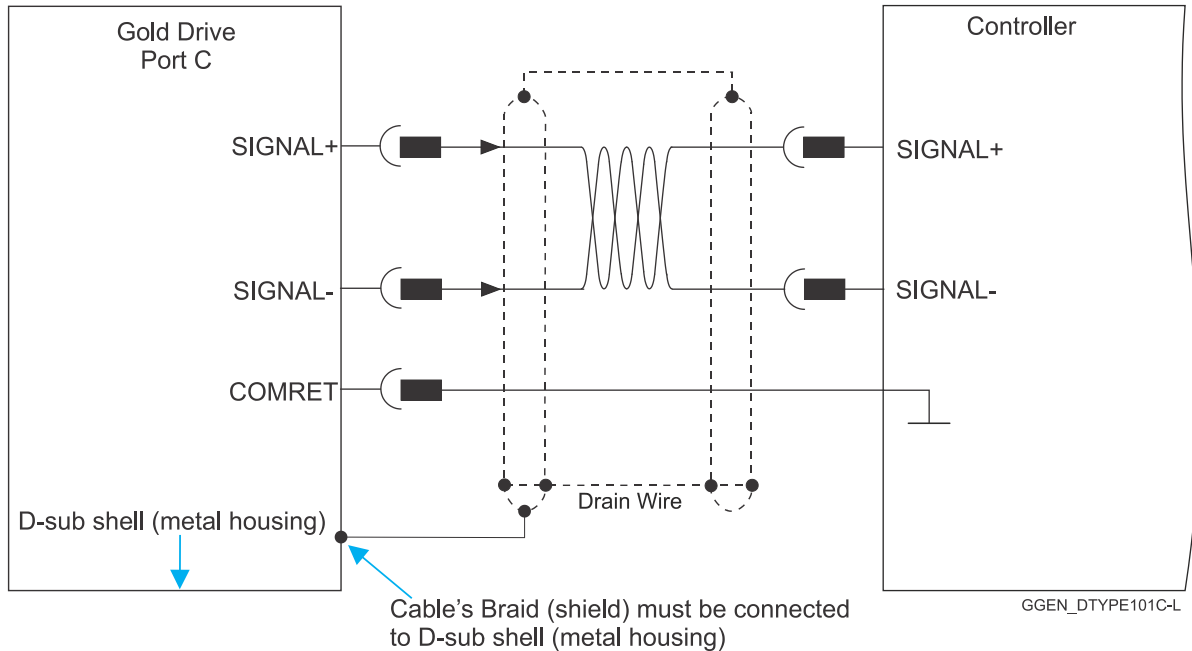 Gold Drive
Port C
Controller
SIGNAL+
SIGNAL+
SIGNAL-
SIGNAL-
COMRET
Drain Wire
D-sub shell (metal housing)
Cable's Braid (shield) must be connected
to D-sub shell (metal housing)
GGEN_DTYPE101C-L